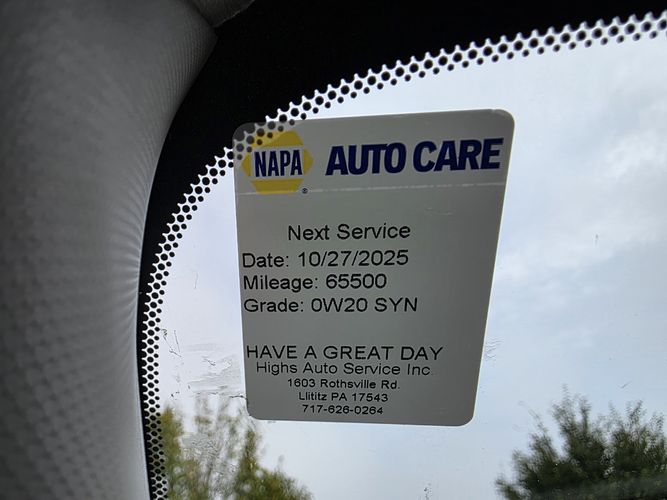 NAPA AUTO CARE
®
Next Service
Date: 10/27/2025
Mileage: 65500
Grade: 0W20 SYN
HAVE A GREAT DAY
Highs Auto Service Inc.
1603 Rothsville Rd.
Llititz PA 17543
717-626-0264